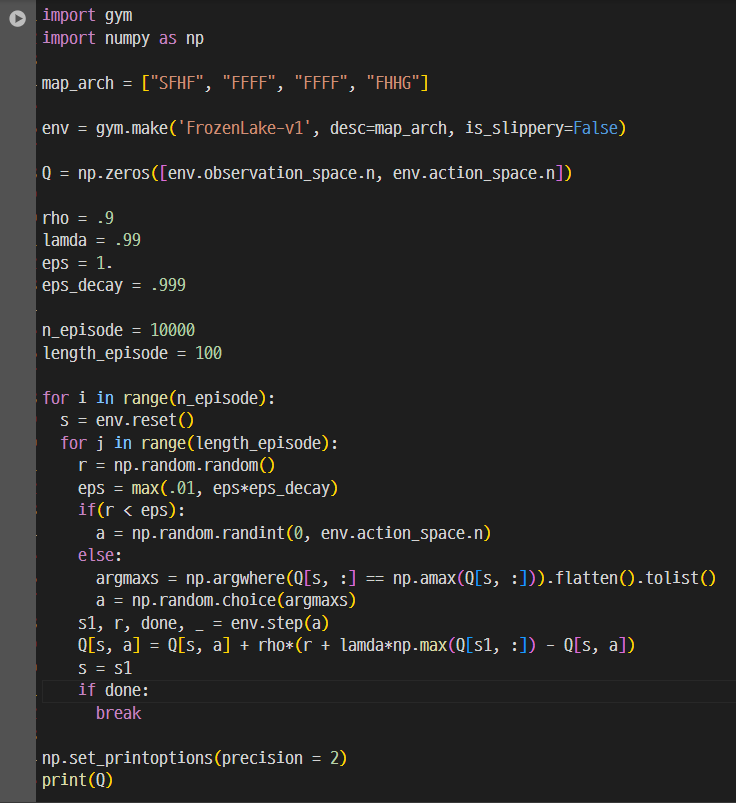 import gym
import numpy as np
map_arch = ["SFHF", "FFFF", "FFFF", "FHHG"]
env = gym.make('FrozenLake-v1', desc=map_arch, is_slippery=False)
Q = np.zeros([env.observation_space.n, env.action_space.n])
rho = .9
lamda = .99
eps = 1.
eps_decay = .999
n_episode = 10000
length_episode = 100
for i in range(n_episode):
  s = env.reset()
  for j in range(length_episode):
    r = np.random.random()
    eps = max(.01, eps*eps_decay)
    if(r < eps):
      a = np.random.randint(0, env.action_space.n)
    else:
      argmaxs = np.argwhere(Q[s, :] == np.amax(Q[s, :])).flatten().tolist()
      a = np.random.choice(argmaxs)
    s1, r, done, _ = env.step(a)
    Q[s, a] = Q[s, a] + rho*(r + lamda*np.max(Q[s1, :]) - Q[s, a])
    s = s1
    if done:
      break
np.set_printoptions(precision = 2)
print(Q)